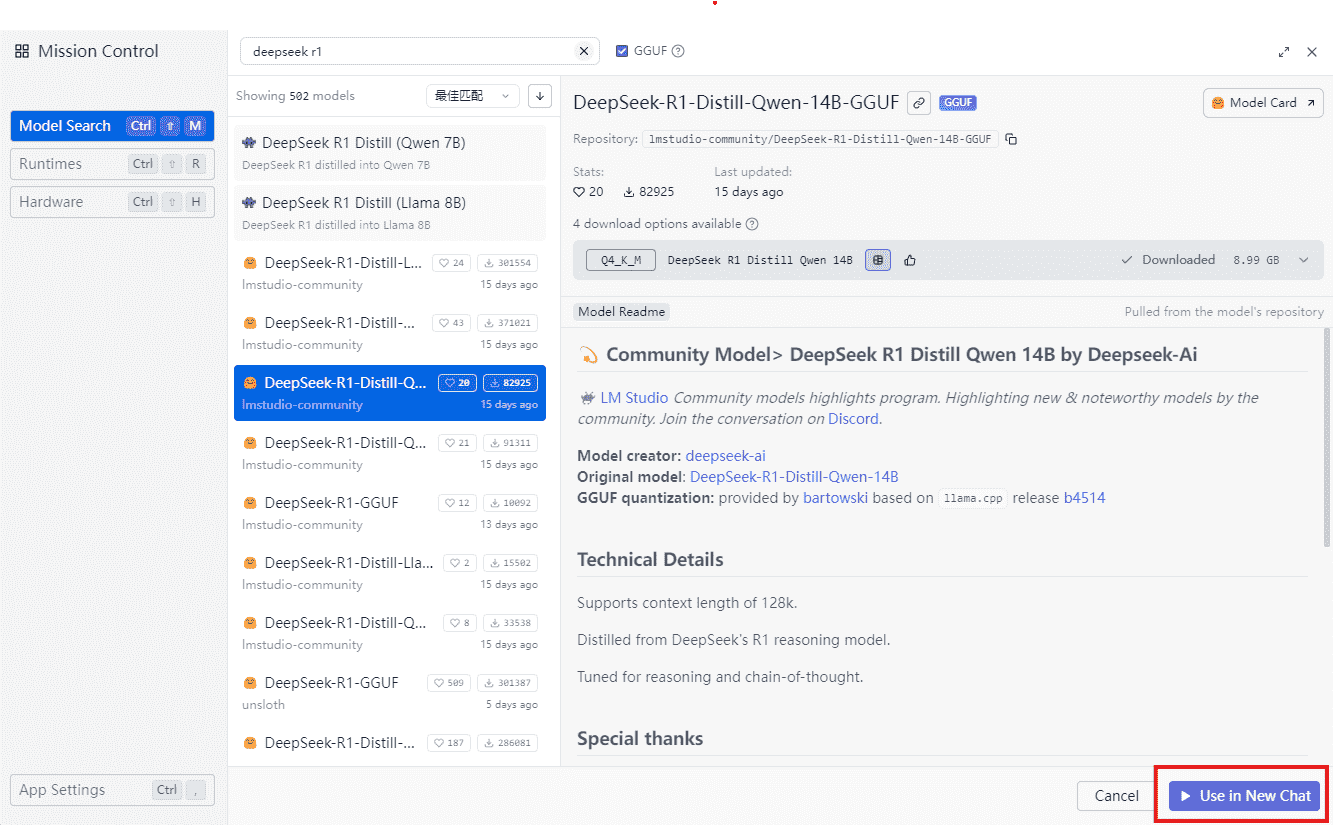 Mission Control
Model Search Ctrl ⇧ M
Runtimes Ctrl ⇧ R
Hardware Ctrl ⇧ H
App Settings Ctrl ,
deepseek r1
GGUF
Showing 502 models
最佳匹配
DeepSeek R1 Distill (Qwen 7B)
DeepSeek R1 distilled into Qwen 7B
DeepSeek R1 Distill (Llama 8B)
DeepSeek R1 distilled into Llama 8B
DeepSeek-R1-Distill-L... 24 301554
lmstudio-community 15 days ago
DeepSeek-R1-Distill-... 43 371021
lmstudio-community 15 days ago
DeepSeek-R1-Distill-Q... 20 82925
lmstudio-community 15 days ago
DeepSeek-R1-Distill-Q... 21 91311
lmstudio-community 15 days ago
DeepSeek-R1-GGUF 12 10092
lmstudio-community 13 days ago
DeepSeek-R1-Distill-Lla... 2 15502
lmstudio-community 15 days ago
DeepSeek-R1-Distill-Q... 8 33538
lmstudio-community 15 days ago
DeepSeek-R1-GGUF 509 301387
unsloth 5 days ago
DeepSeek-R1-Distill-... 187 286081
DeepSeek-R1-Distill-Qwen-14B-GGUF GGUF
Model Card
Repository: lmstudio-community/DeepSeek-R1-Distill-Qwen-14B-GGUF
Stats: Last updated:
20 82925 15 days ago
4 download options available
Q4_K_M DeepSeek R1 Distill Qwen 14B Downloaded 8.99 GB
Model Readme Pulled from the model's repository
Community Model> DeepSeek R1 Distill Qwen 14B by Deepseek-Ai
LM Studio Community models highlights program. Highlighting new & noteworthy models by the
community. Join the conversation on Discord.
Model creator: deepseek-ai
Original model: DeepSeek-R1-Distill-Qwen-14B
GGUF quantization: provided by bartowski based on llama.cpp release b4514
Technical Details
Supports context length of 128k.
Distilled from DeepSeek's R1 reasoning model.
Tuned for reasoning and chain-of-thought.
Special thanks
Cancel
Use in New Chat